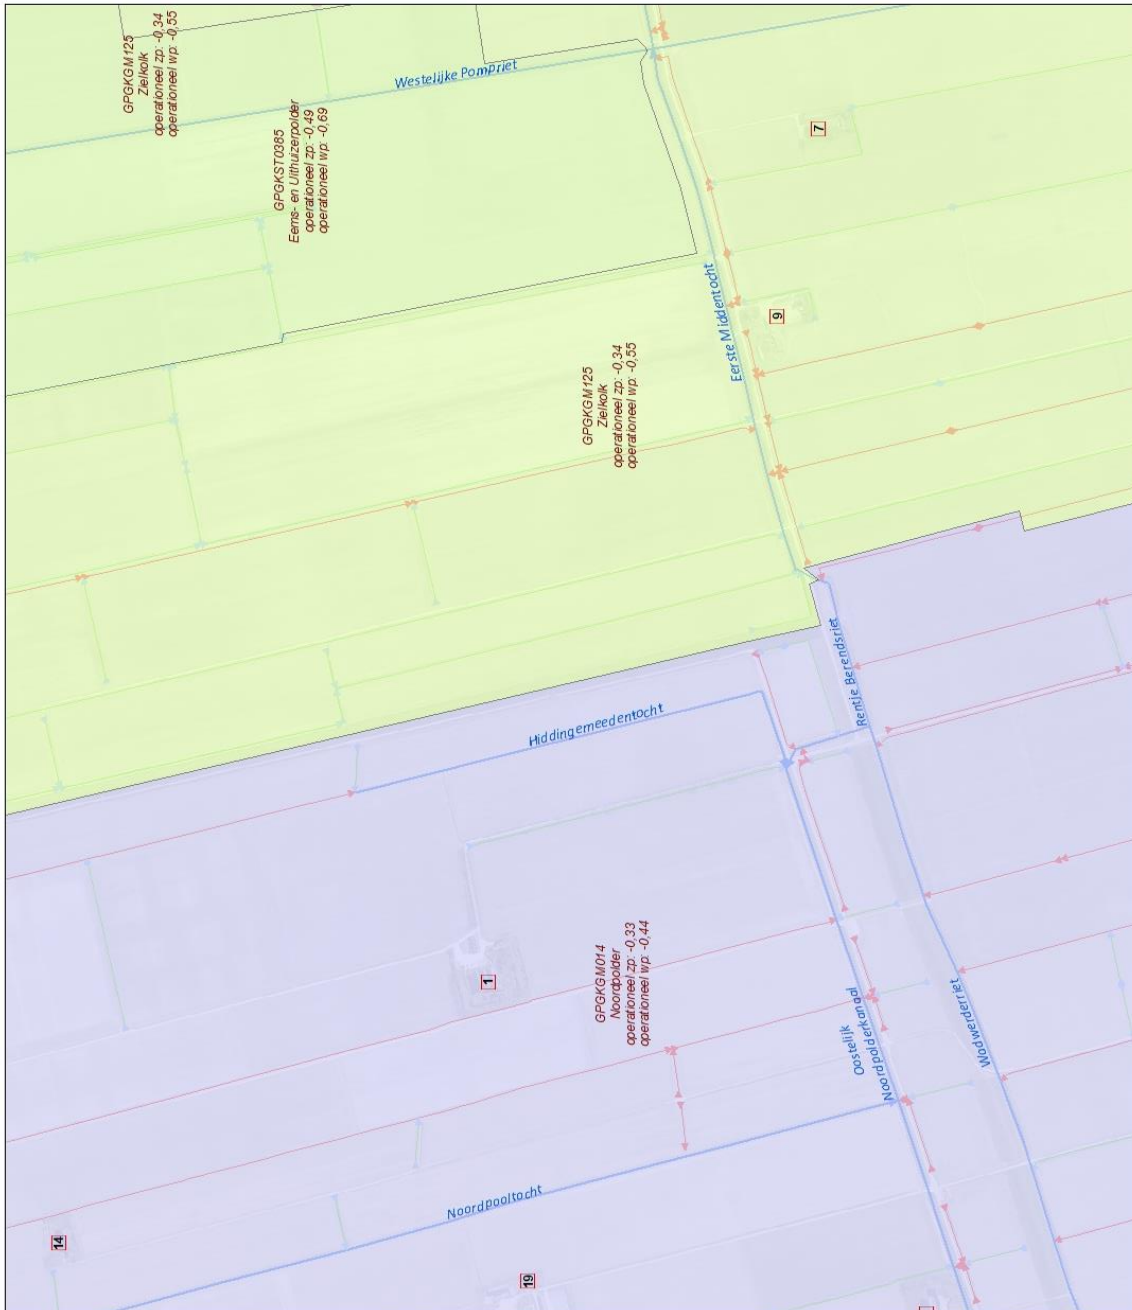 GPGKGM125
Zielkolk
operationeel zp: -0,34
operationeel wp: -0,55
Westelijke Pompriet
GPGKST0385
Eems- en Uithuizerpolder
operationeel zp: -0,49
operationeel wp: -0,69
7
9
Eerste Middentocht
GPGKGM125
Zielkolk
operationeel zp: -0,34
operationeel wp: -0,55
Rentje Berendsriet
Hiddingemeedentocht
1
GPGKGM014
Noordpolder
operationeel zp: -0,33
operationeel wp: -0,44
Oostelijk
Noordpolderkanaal
Wodwerderriet
Noordpooltocht
14
19